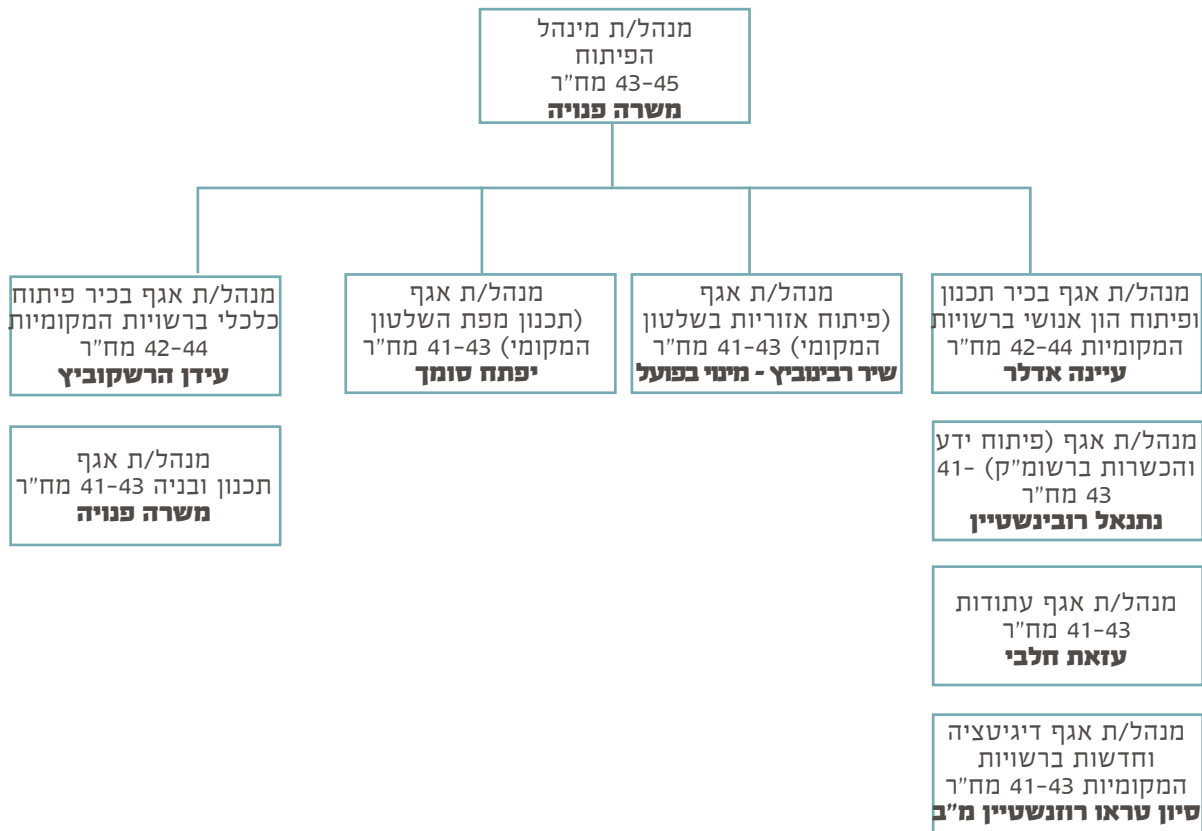 מנהל/ת מינהל
הפיתוח
43-45 מח"ר
משרה פנויה
מנהל/ת אגף בכיר תכנון
ופיתוח הון אנושי ברשויות
המקומיות 42-44 מח"ר
עיינה אדלר
מנהל/ת אגף
(פיתוח אזוריות בשלטון
המקומי) 41-43 מח"ר
שיר רבינוביץ - מינוי בפועל
מנהל/ת אגף
(תכנון מפת השלטון
המקומי) 41-43 מח"ר
יפתח סומך
מנהל/ת אגף בכיר פיתוח
כלכלי ברשויות המקומיות
42-44 מח"ר
עידן הרשקוביץ
מנהל/ת אגף (פיתוח ידע
והכשרות ברשומ"ק) 41-
43 מח"ר
נתנאל רובינשטיין
מנהל/ת אגף
תכנון ובניה 41-43 מח"ר
משרה פנויה
מנהל/ת אגף עתודות
41-43 מח"ר
עזאת חלבי
מנהל/ת אגף דיגיטציה
וחדשות ברשויות
המקומיות 41-43 מח"ר
סיון טראו רוזנשטיין מ"ב